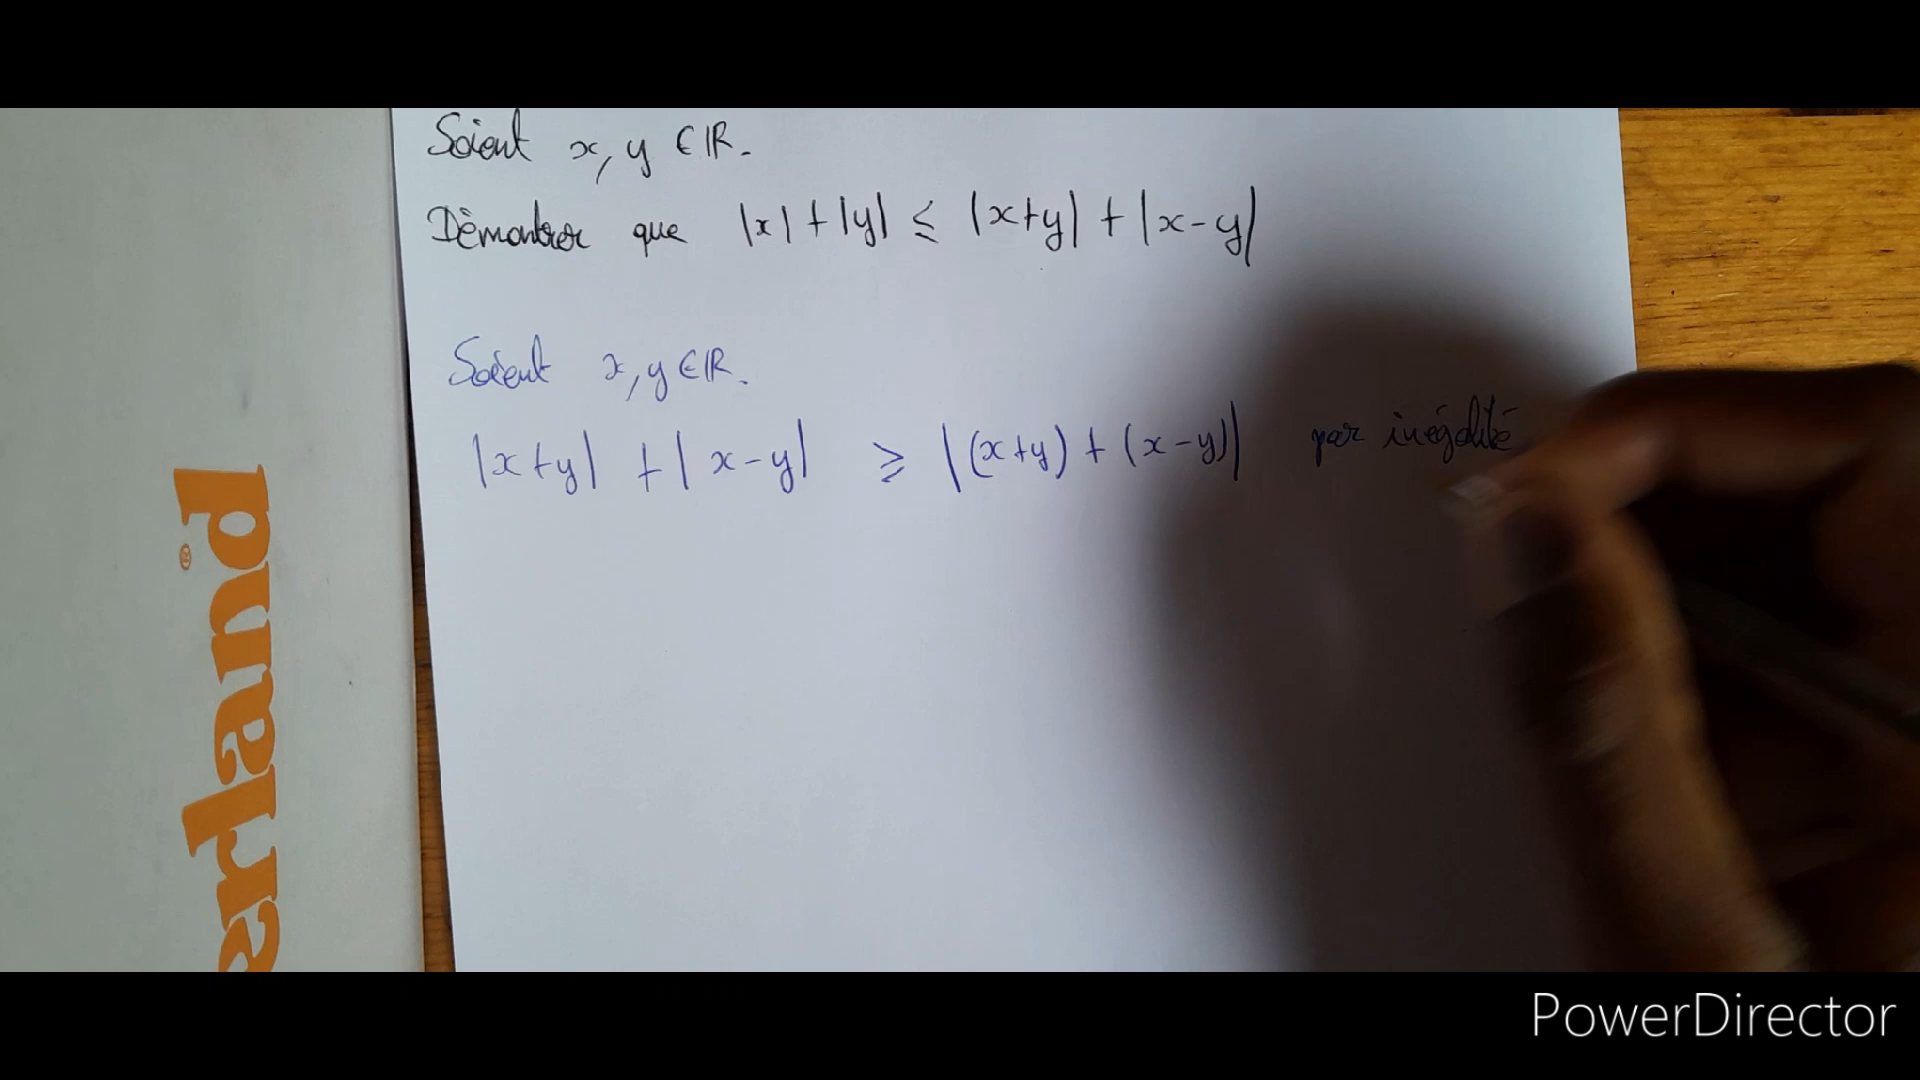 Soient x, y ∈ ℝ.
Démontrer que |x| + |y| ≤ |x+y| + |x-y|
Soient x, y ∈ ℝ.
|x+y| + |x-y| ≥ |(x+y) + (x-y)| par inégalité
erland®
PowerDirector